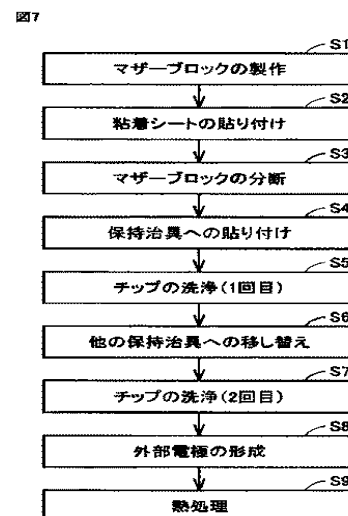 図7
S1
マザーブロックの製作
S2
粘着シートの貼り付け
S3
マザーブロックの分断
S4
保持治具への貼り付け
S5
チップの洗浄(1回目)
S6
他の保持治具への移し替え
S7
チップの洗浄(2回目)
S8
外部電極の形成
S9
熱処理